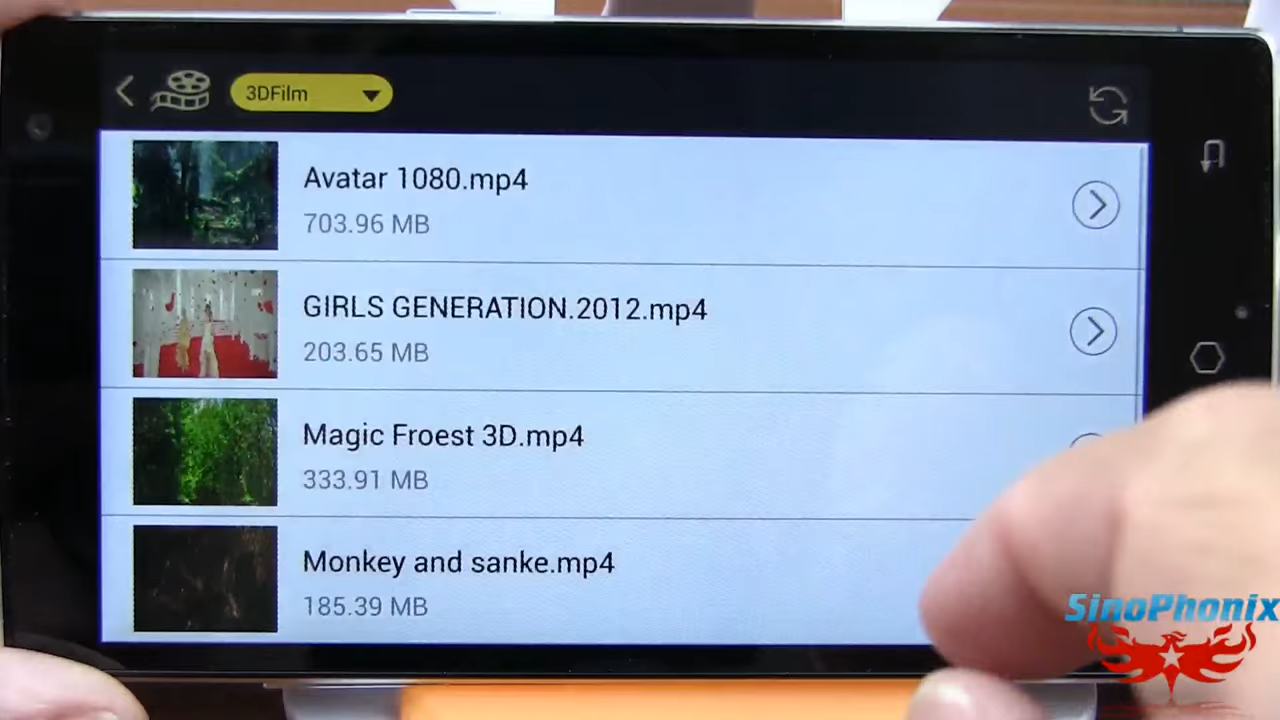 3DFilm
Avatar 1080.mp4
703.96 MB
GIRLS GENERATION.2012.mp4
203.65 MB
Magic Froest 3D.mp4
333.91 MB
Monkey and sanke.mp4
185.39 MB
SinoPhonix